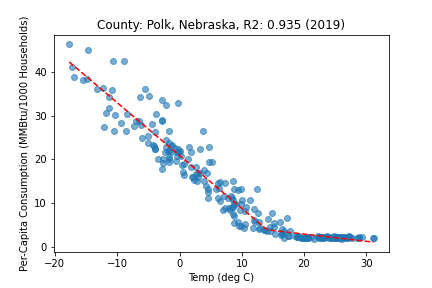 County: Polk, Nebraska, R2: 0.935 (2019)
Per-Capita Consumption (MMBtu/1000 Households)
40
30
20
10
0
−20 −10 0 10 20 30
Temp (deg C)